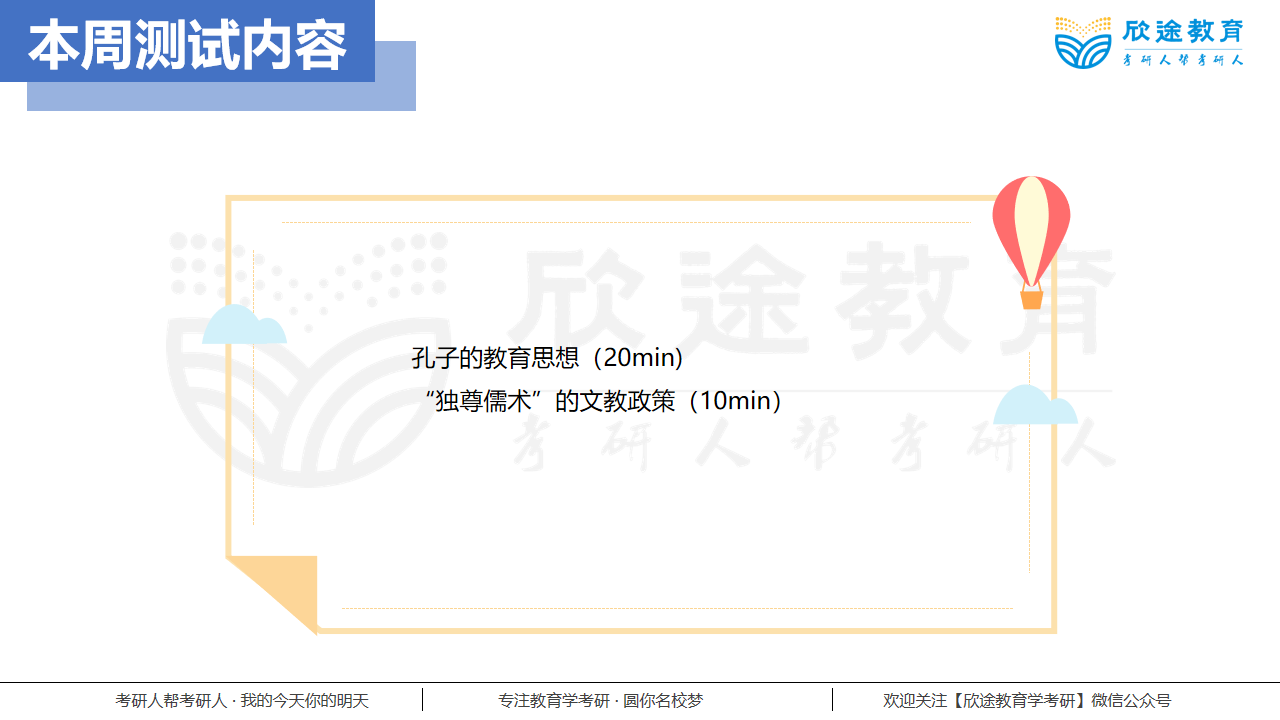 本周测试内容
欣途教育
考研人帮考研人
欣途教育
孔子的教育思想（20min)
“独尊儒术”的文教政策（10min）
考研人帮考研人
考研人帮考研人 · 我的今天你的明天
专注教育学考研 · 圆你名校梦
欢迎关注【欣途教育学考研】微信公众号